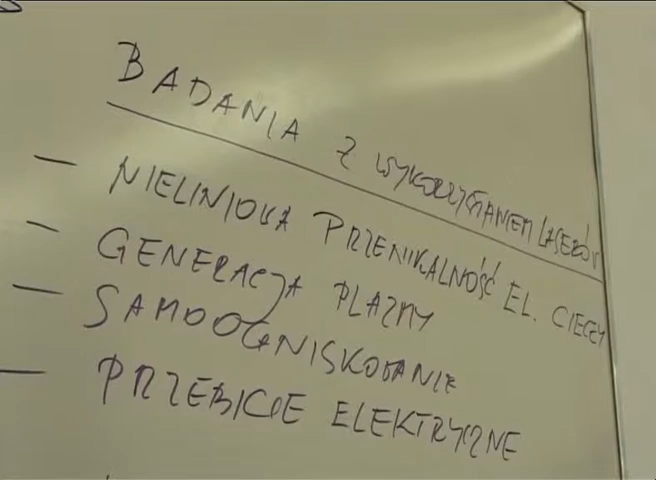 BADANIA Z WYKORZYSTANIEM LASERÓW
- NIELINIOWA PRZENIKALNOŚĆ EL. CIECZY
- GENERACJA PLAZMY
- SAMOOGNISKOWANIE
- PRZEBICIE ELEKTRYCZNE